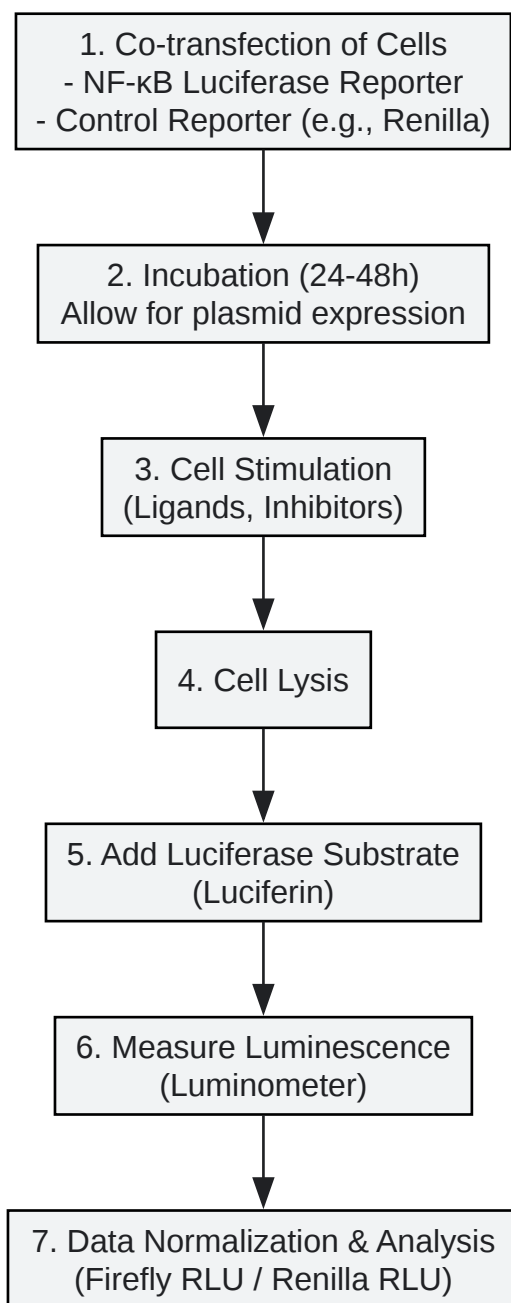 1. Co-transfection of Cells
- NF-κB Luciferase Reporter
- Control Reporter (e.g., Renilla)
2. Incubation (24-48h)
Allow for plasmid expression
3. Cell Stimulation
(Ligands, Inhibitors)
4. Cell Lysis
5. Add Luciferase Substrate
(Luciferin)
6. Measure Luminescence
(Luminometer)
7. Data Normalization & Analysis
(Firefly RLU / Renilla RLU)